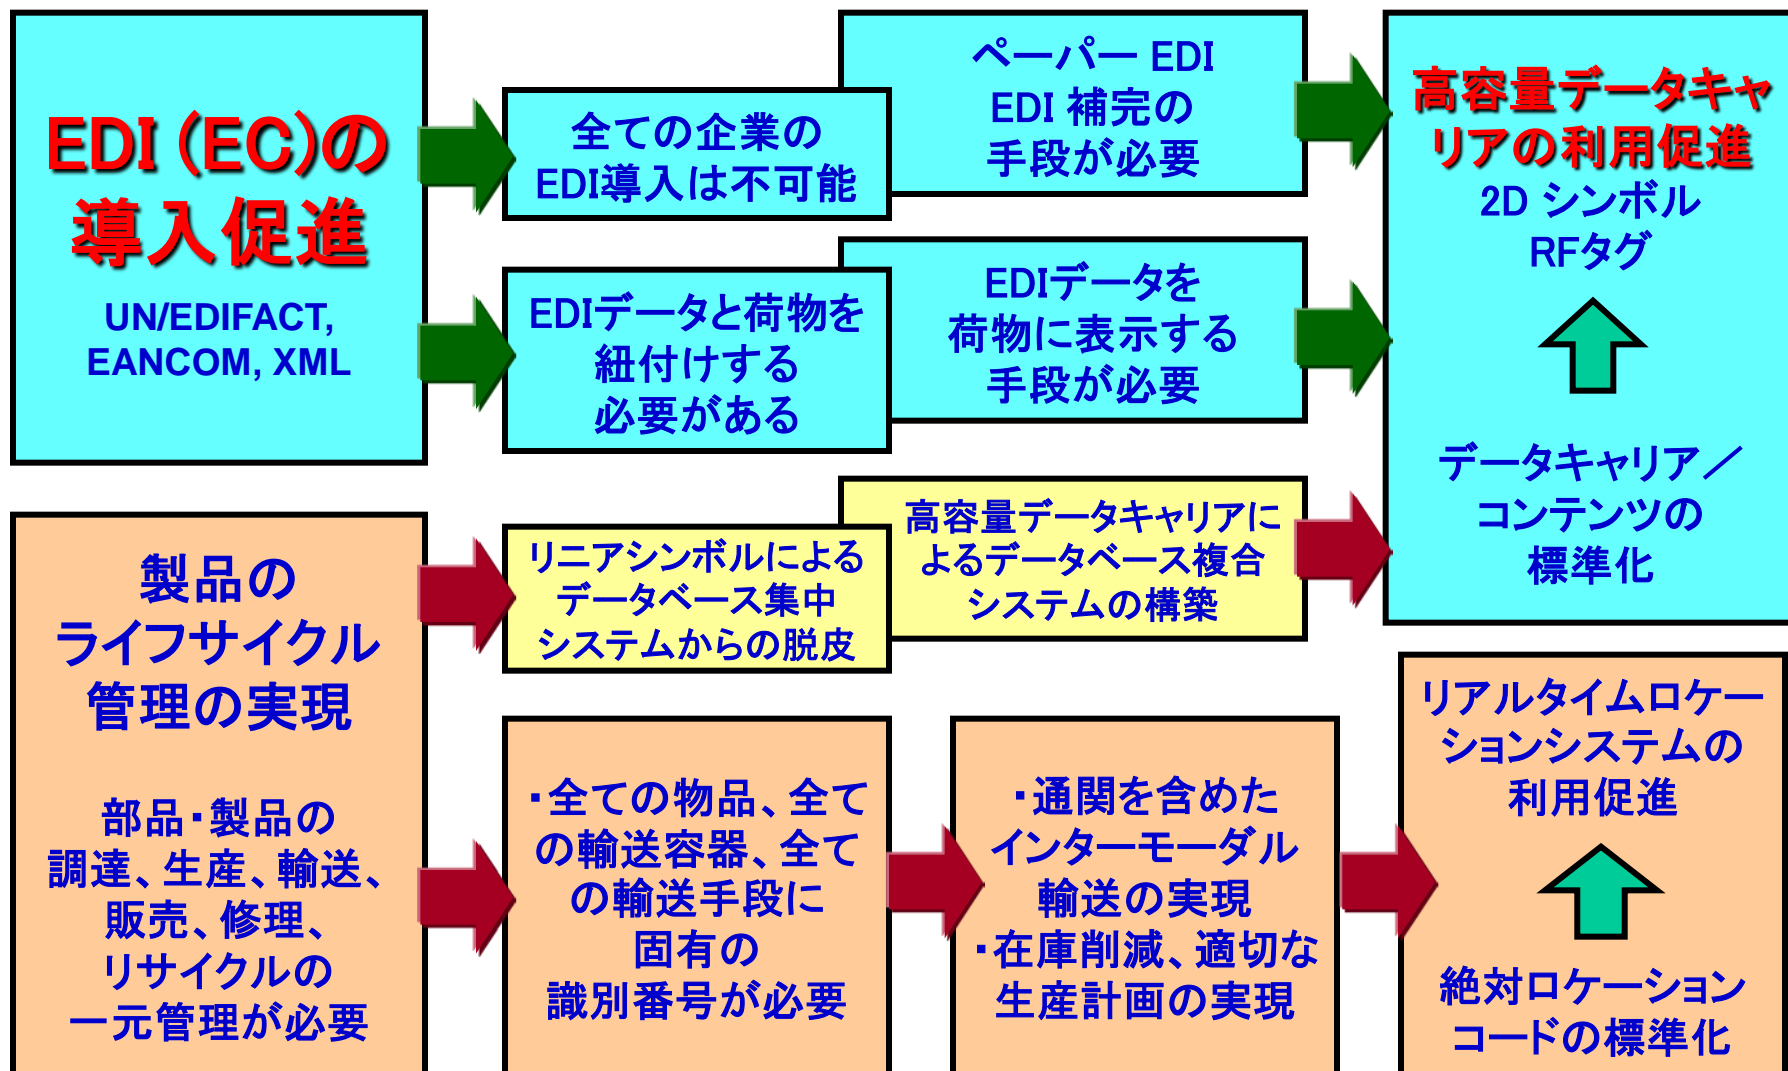 EDI (EC)の
導入促進
UN/EDIFACT,
EANCOM, XML
全ての企業の
EDI導入は不可能
ペーパー EDI
EDI 補完の
手段が必要
EDIデータと荷物を
紐付けする
必要がある
EDIデータを
荷物に表示する
手段が必要
高容量データキャ
リアの利用促進
2D シンボル
RFタグ
データキャリア／
コンテンツの
標準化
製品の
ライフサイクル
管理の実現
部品・製品の
調達、生産、輸送、
販売、修理、
リサイクルの
一元管理が必要
リニアシンボルによる
データベース集中
システムからの脱皮
高容量データキャリアに
よるデータベース複合
システムの構築
・全ての物品、全て
の輸送容器、全て
の輸送手段に
固有の
識別番号が必要
・通関を含めた
インターモーダル
輸送の実現
・在庫削減、適切な
生産計画の実現
リアルタイムロケー
ションシステムの
利用促進
絶対ロケーション
コードの標準化